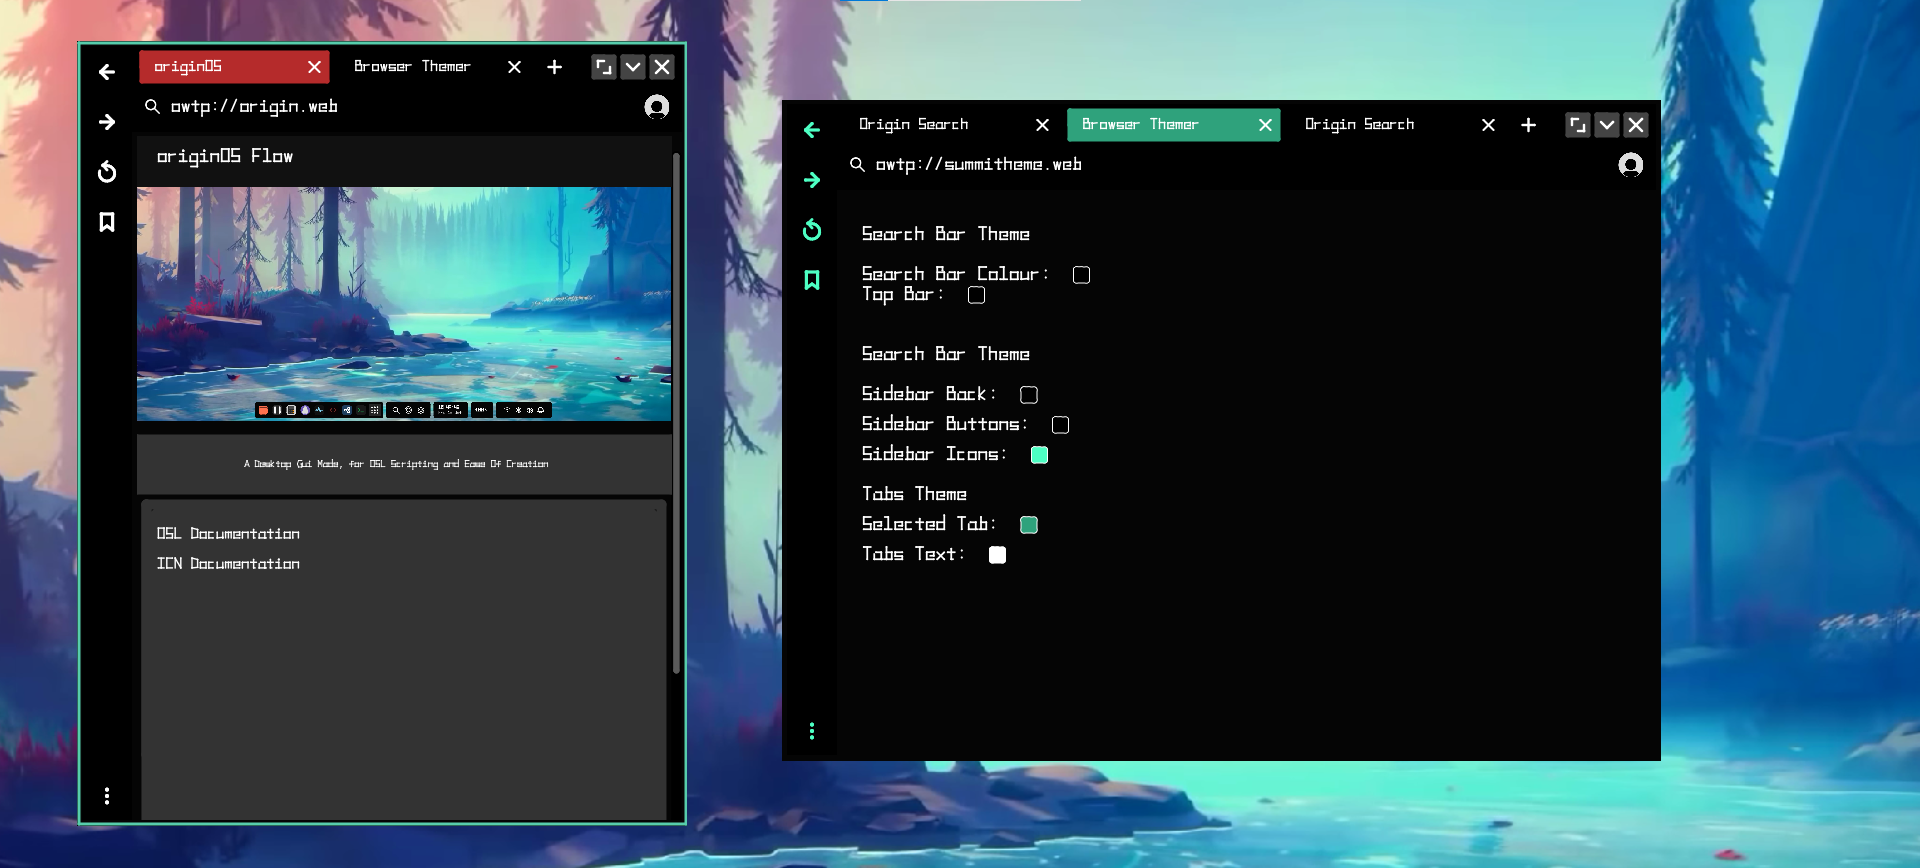 originOS
Browser Themer
owtp://origin.web
originOS Flow
A Desktop Gui Made, for OSL Scripting and Ease Of Creation
OSL Documentation
ICN Documentation
Origin Search
Browser Themer
Origin Search
owtp://summitheme.web
Search Bar Theme
Search Bar Colour:
Top Bar:
Search Bar Theme
Sidebar Back:
Sidebar Buttons:
Sidebar Icons:
Tabs Theme
Selected Tab:
Tabs Text: